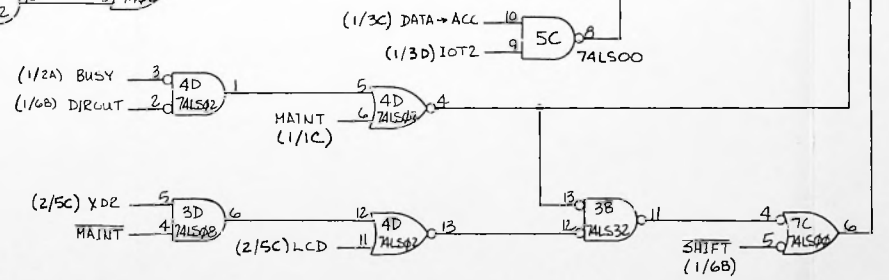 2
(1/3C) DATA→ACC 10
(1/3D) IOT2 9
5C 8
74LS00
(1/2A) BUSY 3
(1/6B) DIROUT 2
4D 1
74LS02
5
MAINT 6
(1/1C)
4D 4
74LS02
(2/5C) XDR 5
MAINT 4
3D 6
74LS08
12
(2/5C) LCD 11
4D 13
74LS02
13
12
3B 11
74LS32
4
SHIFT 5
(1/6B)
7C 6
74LS00